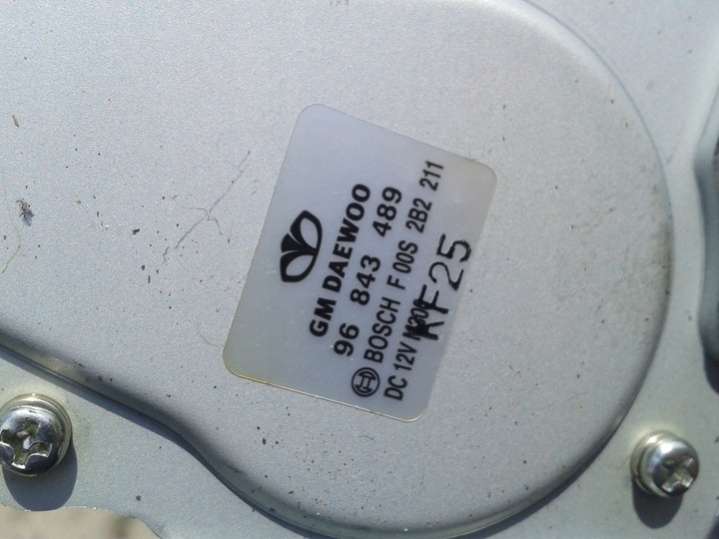 GM DAEWOO
96 843 489
BOSCH F 00S 2B2 211
DC 12V
KF25